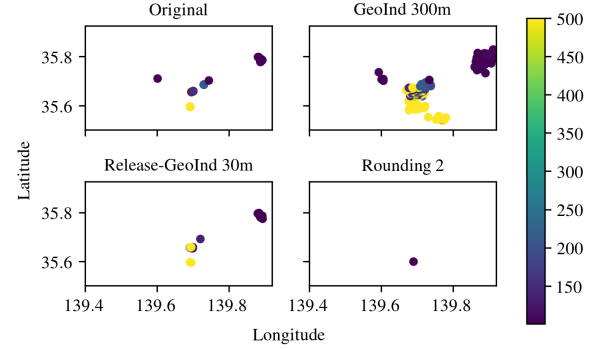 Original
GeoInd 300m
35.8
35.6
Release-GeoInd 30m
Rounding 2
35.8
35.6
139.4 139.6 139.8 139.4 139.6 139.8
Latitude
Longitude
500
450
400
350
300
250
200
150